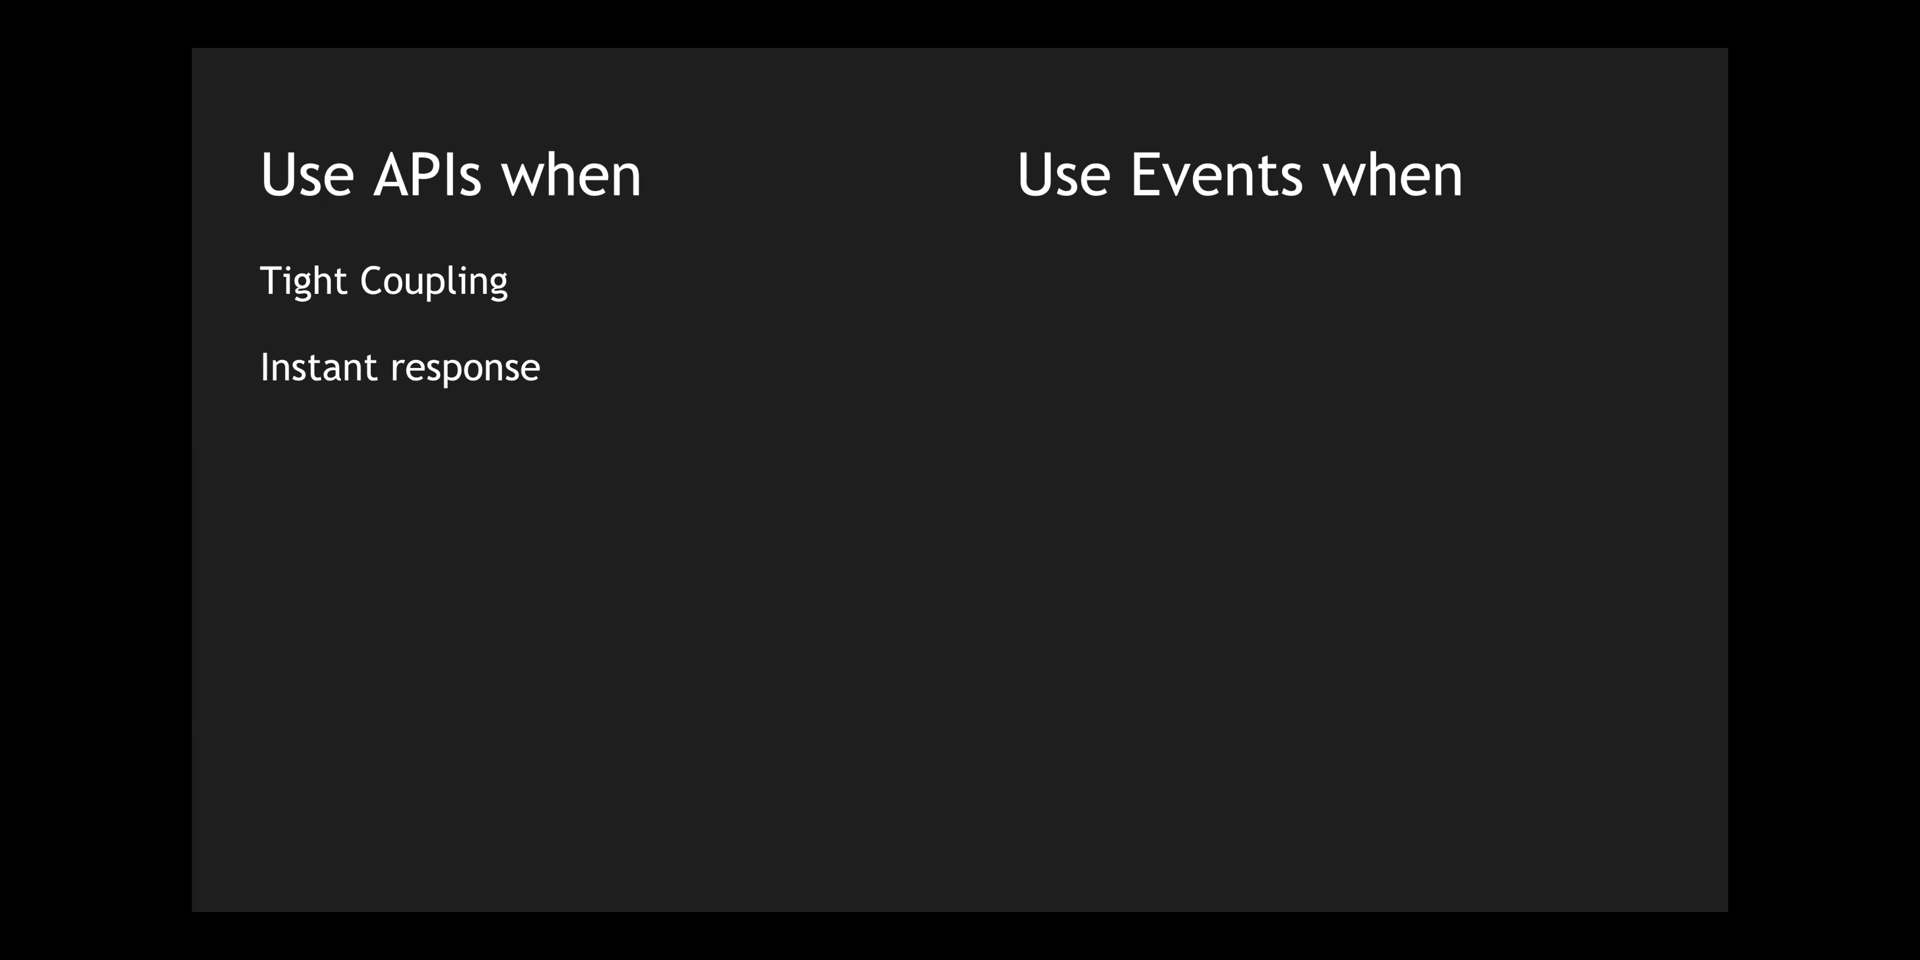 Use APIs when
Tight Coupling
Instant response
Use Events when